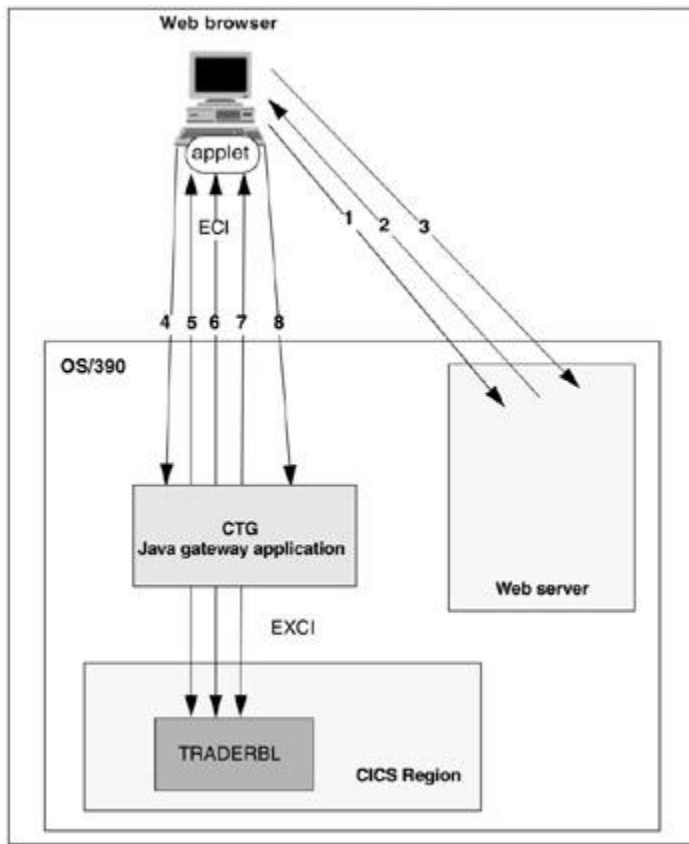 Web browser
applet
1
2
3
ECI
4
5
6
7
8
OS/390
CTG
Java gateway application
Web server
EXCI
TRADERBL
CICS Region